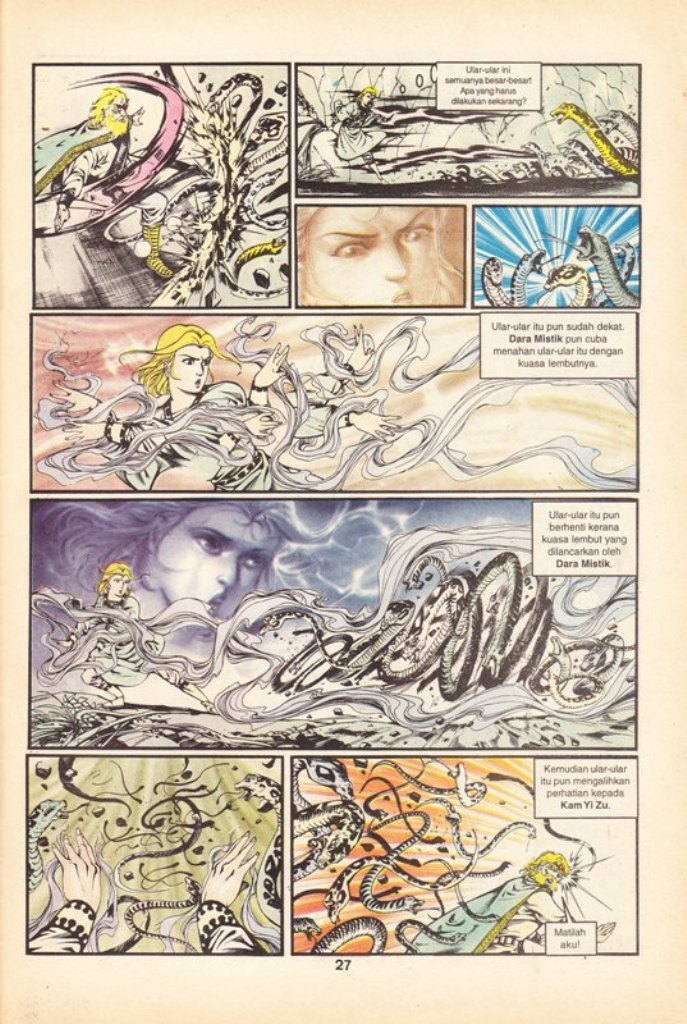 Ular-ular ini
semuanya besar-besar!
Apa yang harus
dilakukan sekarang?
Ular-ular itu pun sudah dekat.
Dara Mistik pun cuba
menahan ular-ular itu dengan
kuasa lembutnya.
Ular-ular itu pun
berhenti kerana
kuasa lembut yang
dilancarkan oleh
Dara Mistik.
Kemudian ular-ular
itu pun mengalihkan
perhatian kepada
Kam Yi Zu.
Matilah
aku!
27